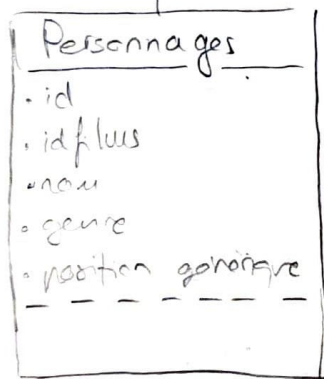 Personnages
. id
. id films
. nom
. genre
. position générique